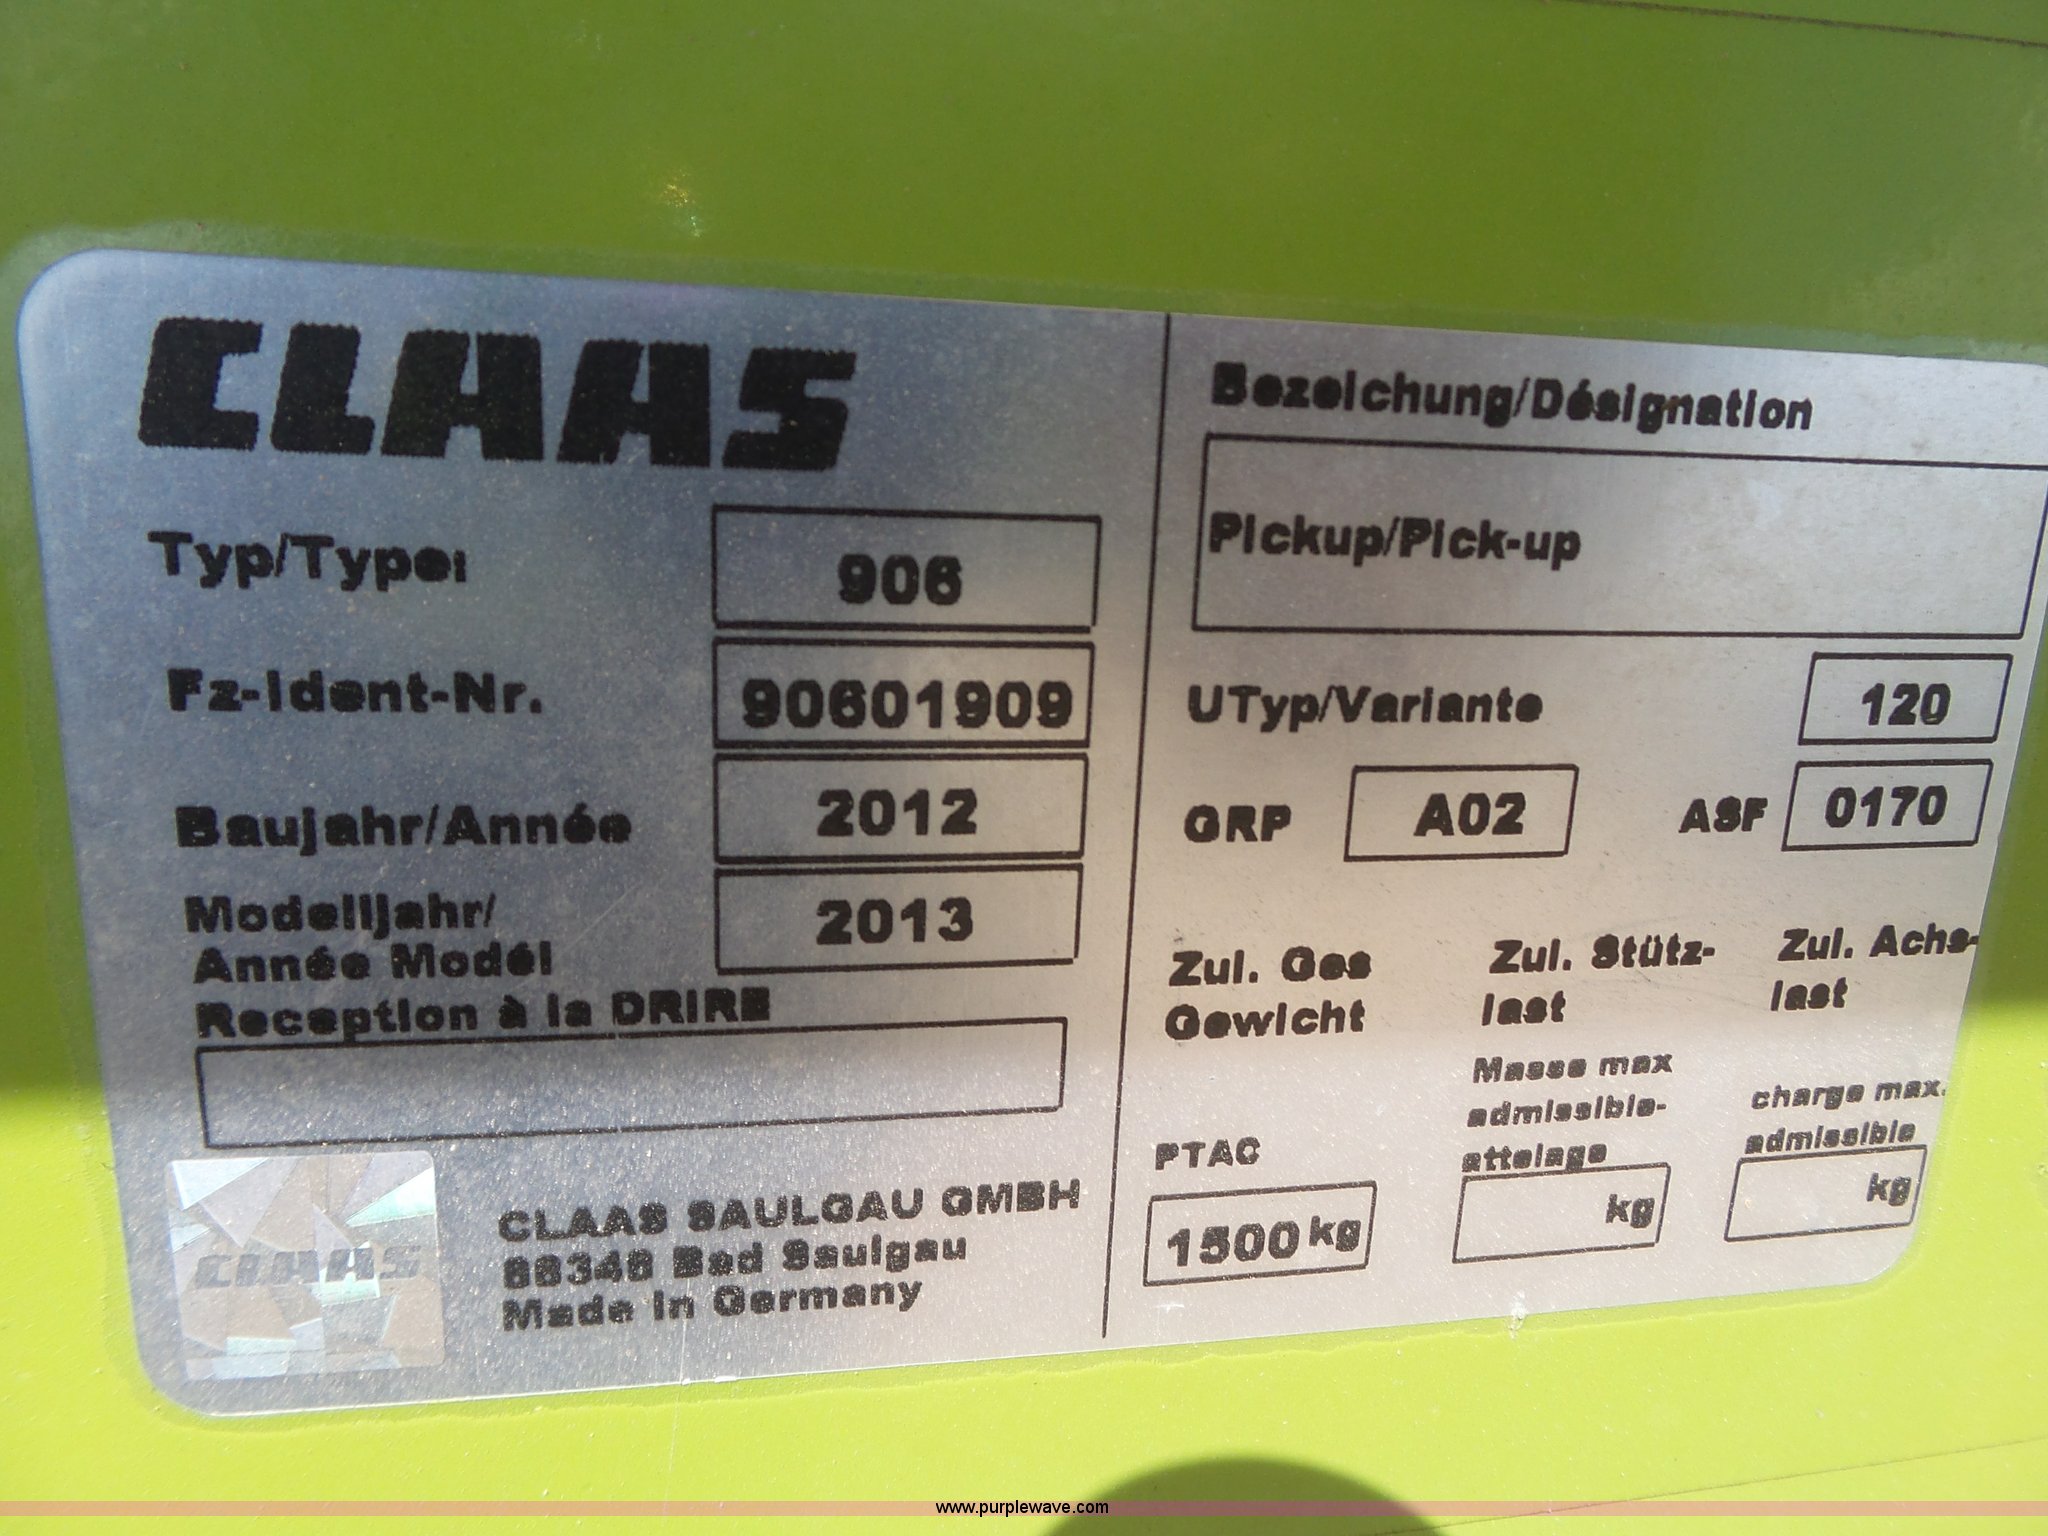 CLAAS
Typ/Type: 906
Fz-Ident-Nr. 90601909
Baujahr/Année 2012
Modelljahr/
Année Modél 2013
Reception à la DRIRE
CLAAS
CLAAS SAULGAU GMBH
88348 Bad Saulgau
Made in Germany
Bezeichung/Désignation
Pickup/Pick-up
UTyp/Variante 120
GRP A02 ASF 0170
Zul. Ges
Gewicht
PTAC
1500 kg
Zul. Stütz-
last
Masse max
admissible-
attelage
kg
Zul. Achs-
last
charge max.
admissible
kg
www.purplewave.com